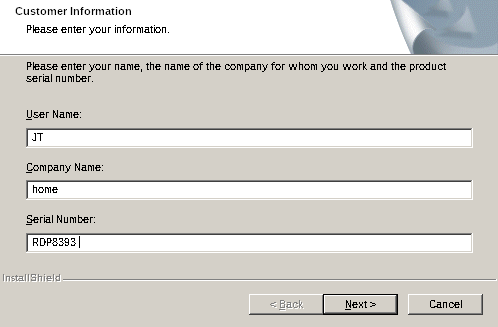 Customer Information
Please enter your information.
Please enter your name, the name of the company for whom you work and the product
serial number.
User Name:
JT
Company Name:
home
Serial Number:
RDP8393
InstallShield
< Back
Next >
Cancel